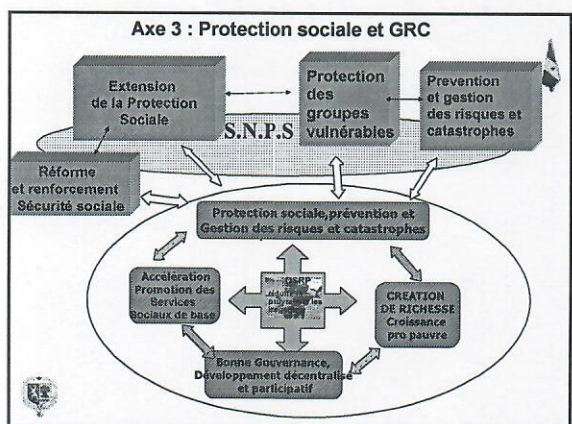 Axe 3 : Protection sociale et GRC
Extension
de la Protection
Sociale
Protection
des
groupes
vulnérables
Prevention
et gestion
des risques et
catastrophes
S.N.P.S
Réforme
et renforcement
Sécurité sociale
Protection sociale,prévention et
Gestion des risques et catastrophes
Accélération
Promotion des
Services
Sociaux de base
DSRP
CREATION
DE RICHESSE
Croissance
pro pauvre
Bonne Gouvernance,
Développement décentralisé
et participatif